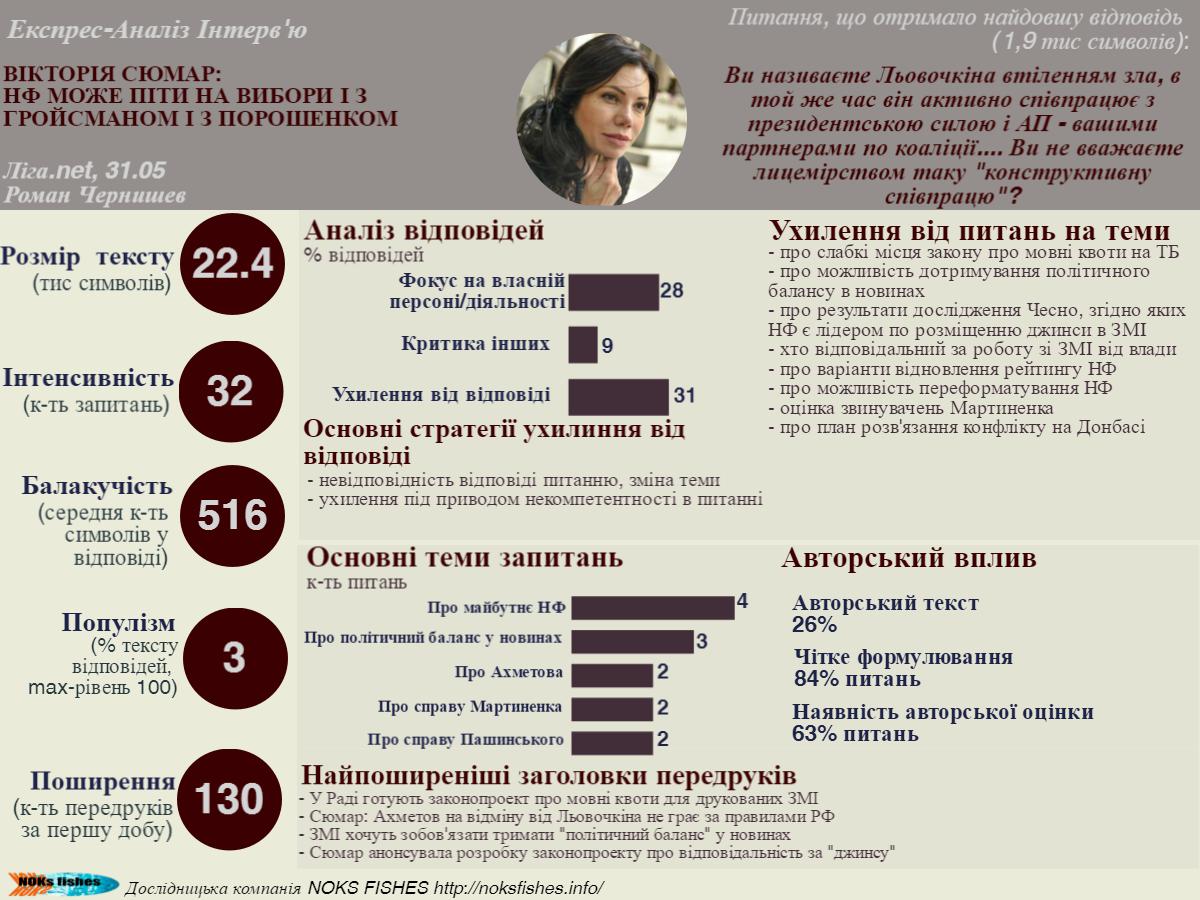 Експрес-Аналіз Інтерв'ю
ВІКТОРІЯ СЮМАР:
НФ МОЖЕ ПІТИ НА ВИБОРИ І З
ГРОЙСМАНОМ І З ПОРОШЕНКОМ
Ліга.net, 31.05
Роман Чернишев
Питання, що отримало найдовшу відповідь
(1,9 тис символів):
Ви називаєте Льовочкіна втіленням зла, в
той же час він активно співпрацює з
президентською силою і АП - вашими
партнерами по коаліції.... Ви не вважаєте
лицемірством таку "конструктивну
співпрацю"?
Розмір тексту
(тис символів)
22.4
Інтенсивність
(к-ть запитань)
32
Балакучість
(середня к-ть
символів у
відповіді)
516
Популізм
(% тексту
відповідей,
max-рівень 100)
3
Поширення
(к-ть передруків
за першу добу)
130
Аналіз відповідей
% відповідей
Фокус на власній
персоні/діяльності
28
Критика інших
9
Ухилення від відповіді
31
Основні стратегії ухилиння від
відповіді
- невідповідність відповіді питанню, зміна теми
- ухилення під приводом некомпетентності в питанні
Ухилення від питань на теми
- про слабкі місця закону про мовні квоти на ТБ
- про можливість дотримування політичного
балансу в новинах
- про результати дослідження Чесно, згідно яких
НФ є лідером по розміщенню джинси в ЗМІ
- хто відповідальний за роботу зі ЗМІ від влади
- про варіанти відновлення рейтингу НФ
- про можливість переформатування НФ
- оцінка звинувачень Мартиненка
- про план розв'язання конфлікту на Донбасі
Основні теми запитань
к-ть питань
Про майбутнє НФ
4
Про політичний баланс у новинах
3
Про Ахметова
2
Про справу Мартиненка
2
Про справу Пашинського
2
Авторський вплив
Авторський текст
26%
Чітке формулювання
84% питань
Наявність авторської оцінки
63% питань
Найпоширеніші заголовки передруків
- У Раді готують законопроект про мовні квоти для друкованих ЗМІ
- Сюмар: Ахметов на відміну від Льовочкіна не грає за правилами РФ
- ЗМІ хочуть зобов'язати тримати "політичний баланс" у новинах
- Сюмар анонсувала розробку законопроекту про відповідальність за "джинсу"
NOKs fishes
Дослідницька компанія NOKS FISHES http://noksfishes.info/